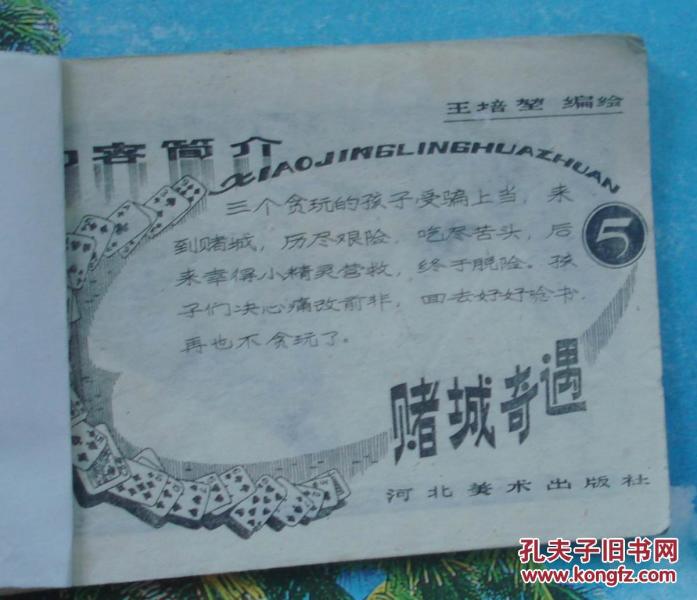 王培堃 编绘
内容简介
XIAOJINGLINGHUAZHUAN
三个贪玩的孩子受骗上当，来
到赌城，历尽艰险，吃尽苦头，后
来幸得小精灵营救，终于脱险。孩
子们决心痛改前非，回去好好念书，
再也不贪玩了。
5
赌城奇遇
河北美术出版社
孔夫子旧书网
www.kongfz.com